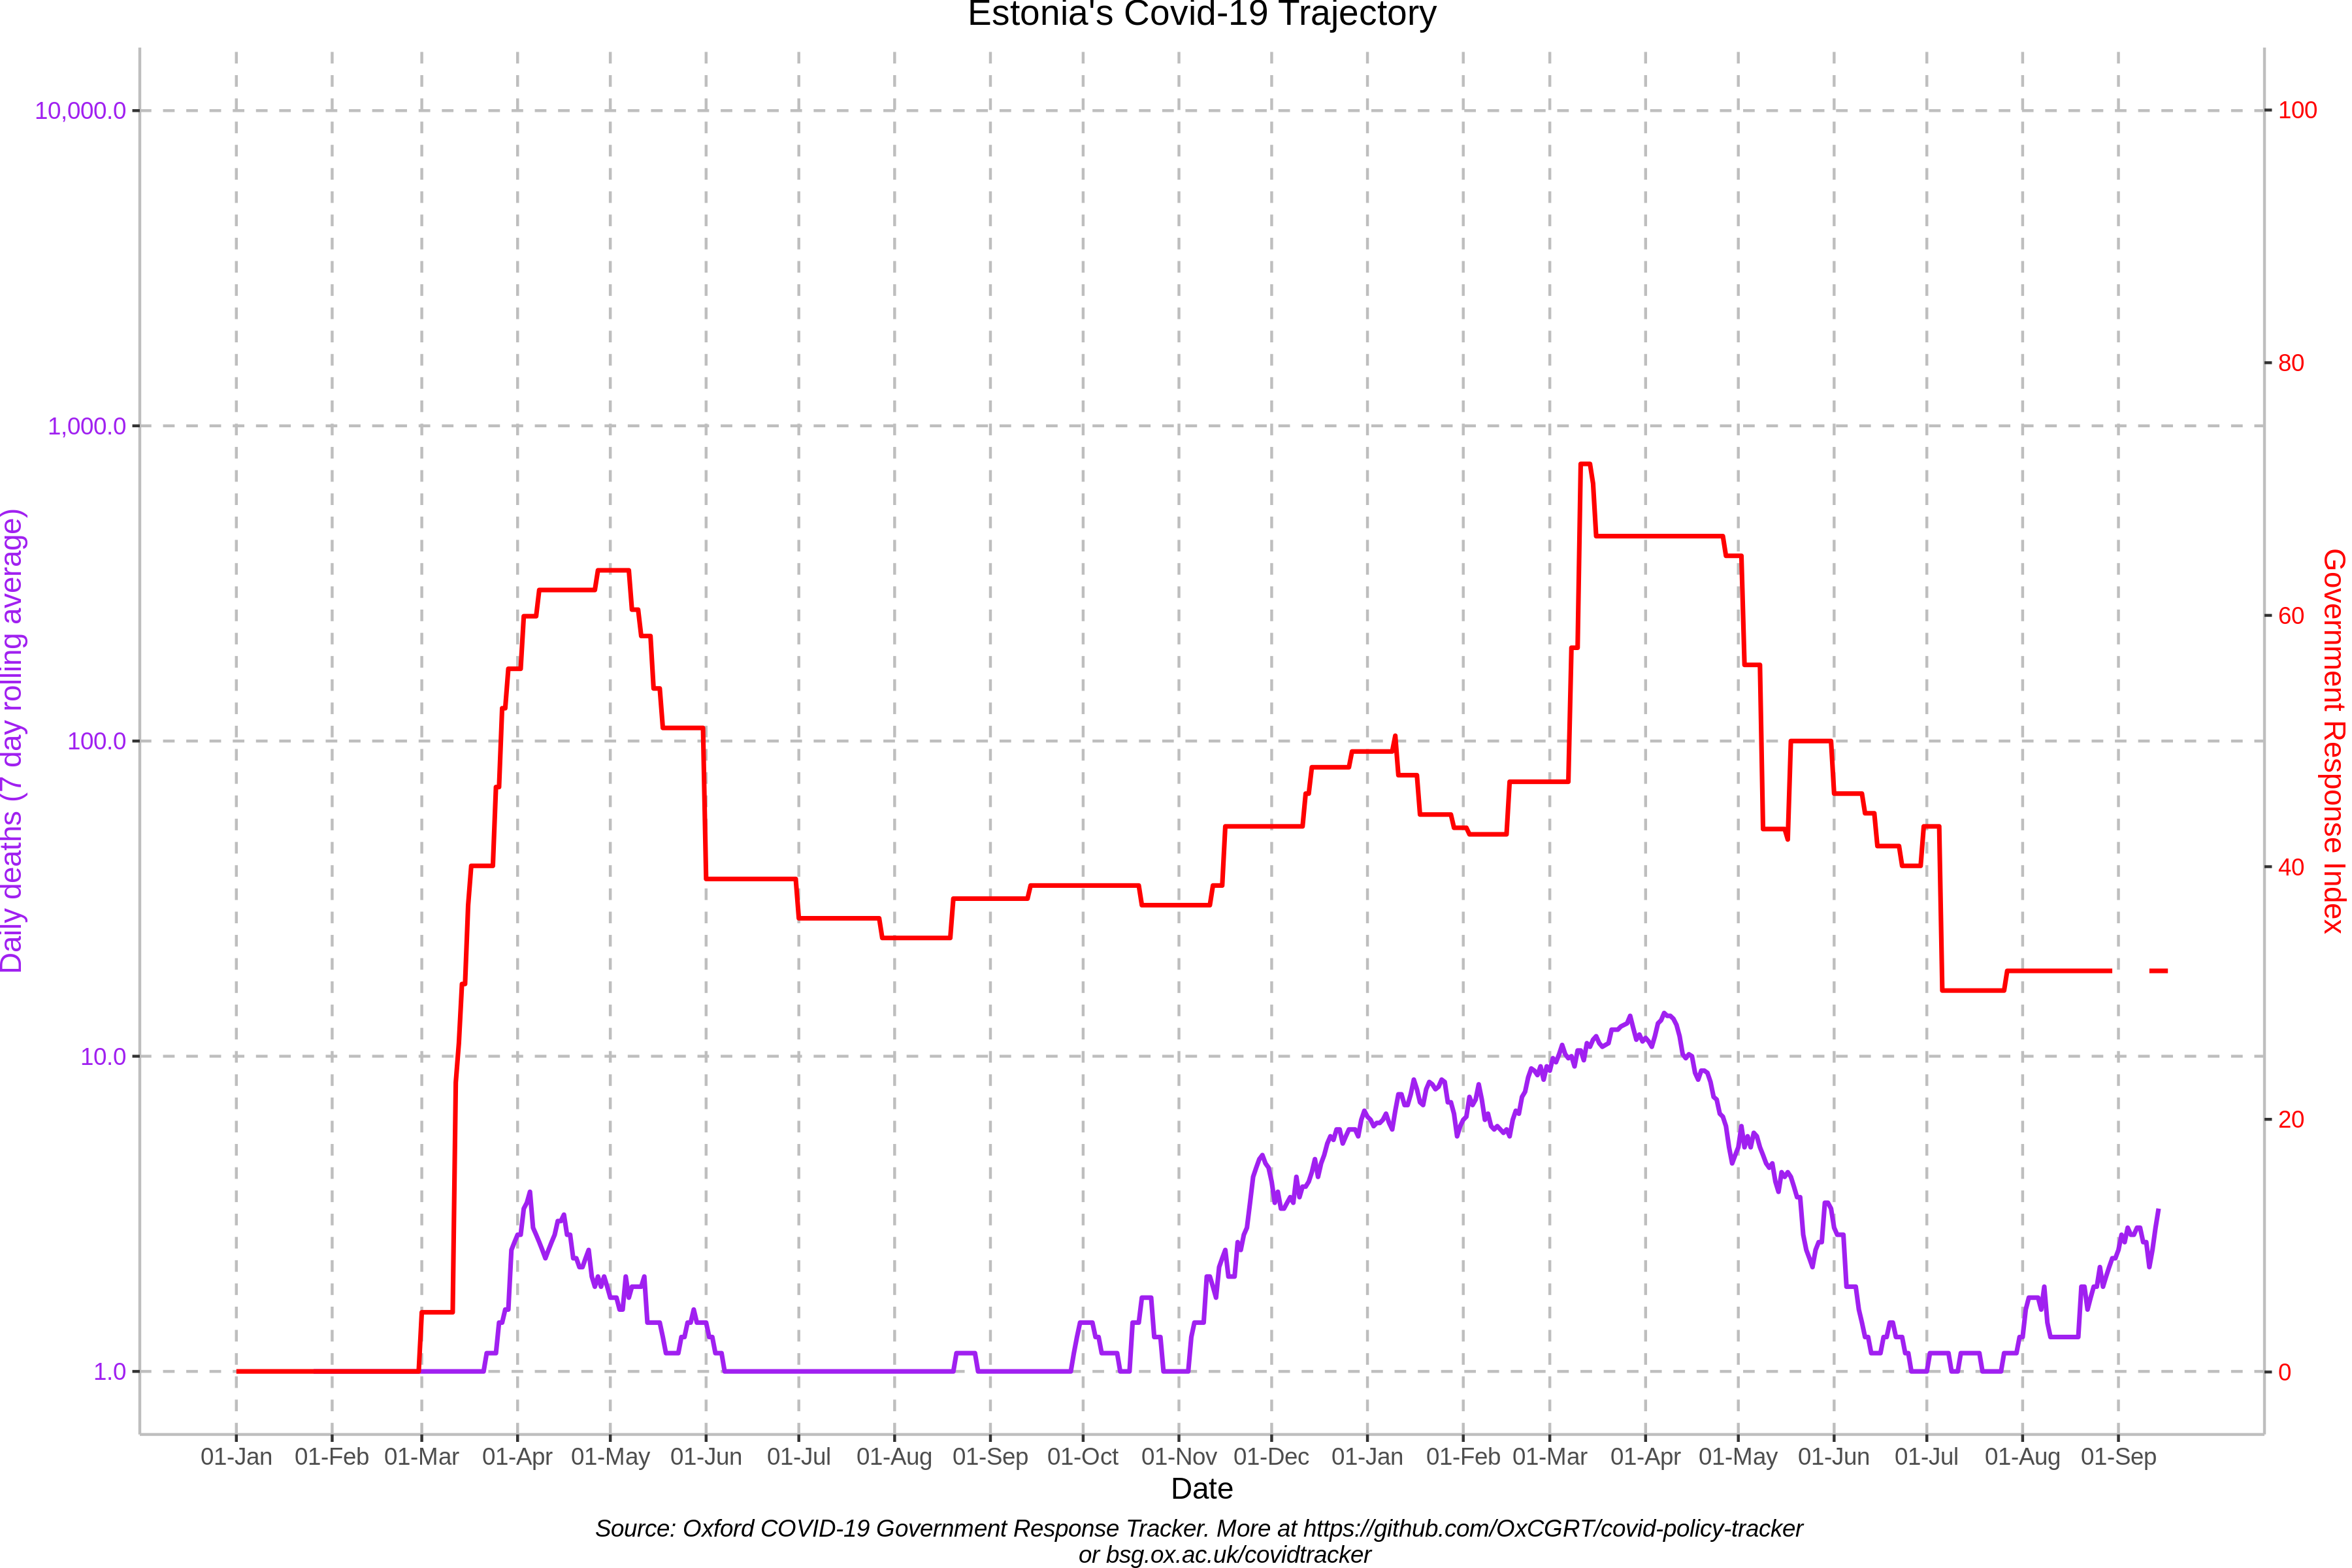 Estonia's Covid-19 Trajectory
10,000.0
1,000.0
100.0
10.0
1.0
Daily deaths (7 day rolling average)
100
80
60
40
20
0
Government Response Index
01-Jan 01-Feb 01-Mar 01-Apr 01-May 01-Jun 01-Jul 01-Aug 01-Sep 01-Oct 01-Nov 01-Dec 01-Jan 01-Feb 01-Mar 01-Apr 01-May 01-Jun 01-Jul 01-Aug 01-Sep
Date
Source: Oxford COVID-19 Government Response Tracker. More at https://github.com/OxCGRT/covid-policy-tracker
or bsg.ox.ac.uk/covidtracker